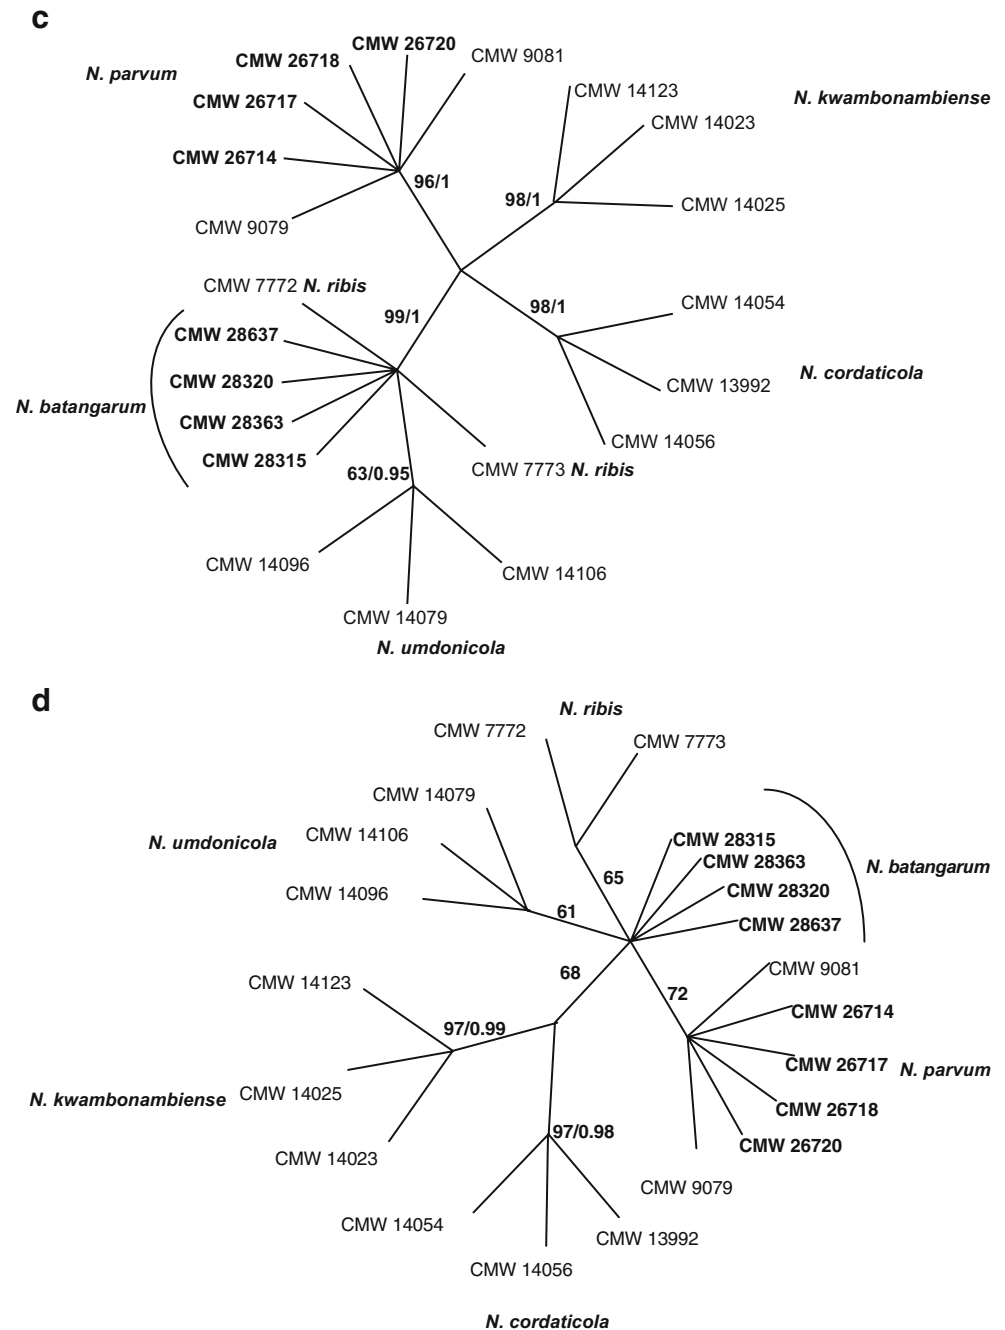 c
CMW 26720
CMW 9081
CMW 26718
N. parvum
CMW 14123
N. kwambonambiense
CMW 26717
CMW 14023
CMW 26714
96/1
98/1
CMW 14025
CMW 9079
CMW 7772 N. ribis
CMW 14054
98/1
99/1
CMW 28637
N. cordaticola
CMW 28320
CMW 13992
N. batangarum
CMW 28363
CMW 14056
CMW 28315
CMW 7773 N. ribis
63/0.95
CMW 14096
CMW 14106
CMW 14079
N. umdonicola
d
N. ribis
CMW 7772
CMW 7773
CMW 14079
N. umdonicola
CMW 14106
CMW 28315
CMW 28363
N. batangarum
65
CMW 28320
CMW 14096
61
CMW 28637
CMW 9081
68
CMW 14123
72
CMW 26714
97/0.99
CMW 26717
N. parvum
CMW 14025
N. kwambonambiense
CMW 26718
97/0.98
CMW 26720
CMW 14023
CMW 9079
CMW 14054
CMW 13992
CMW 14056
N. cordaticola